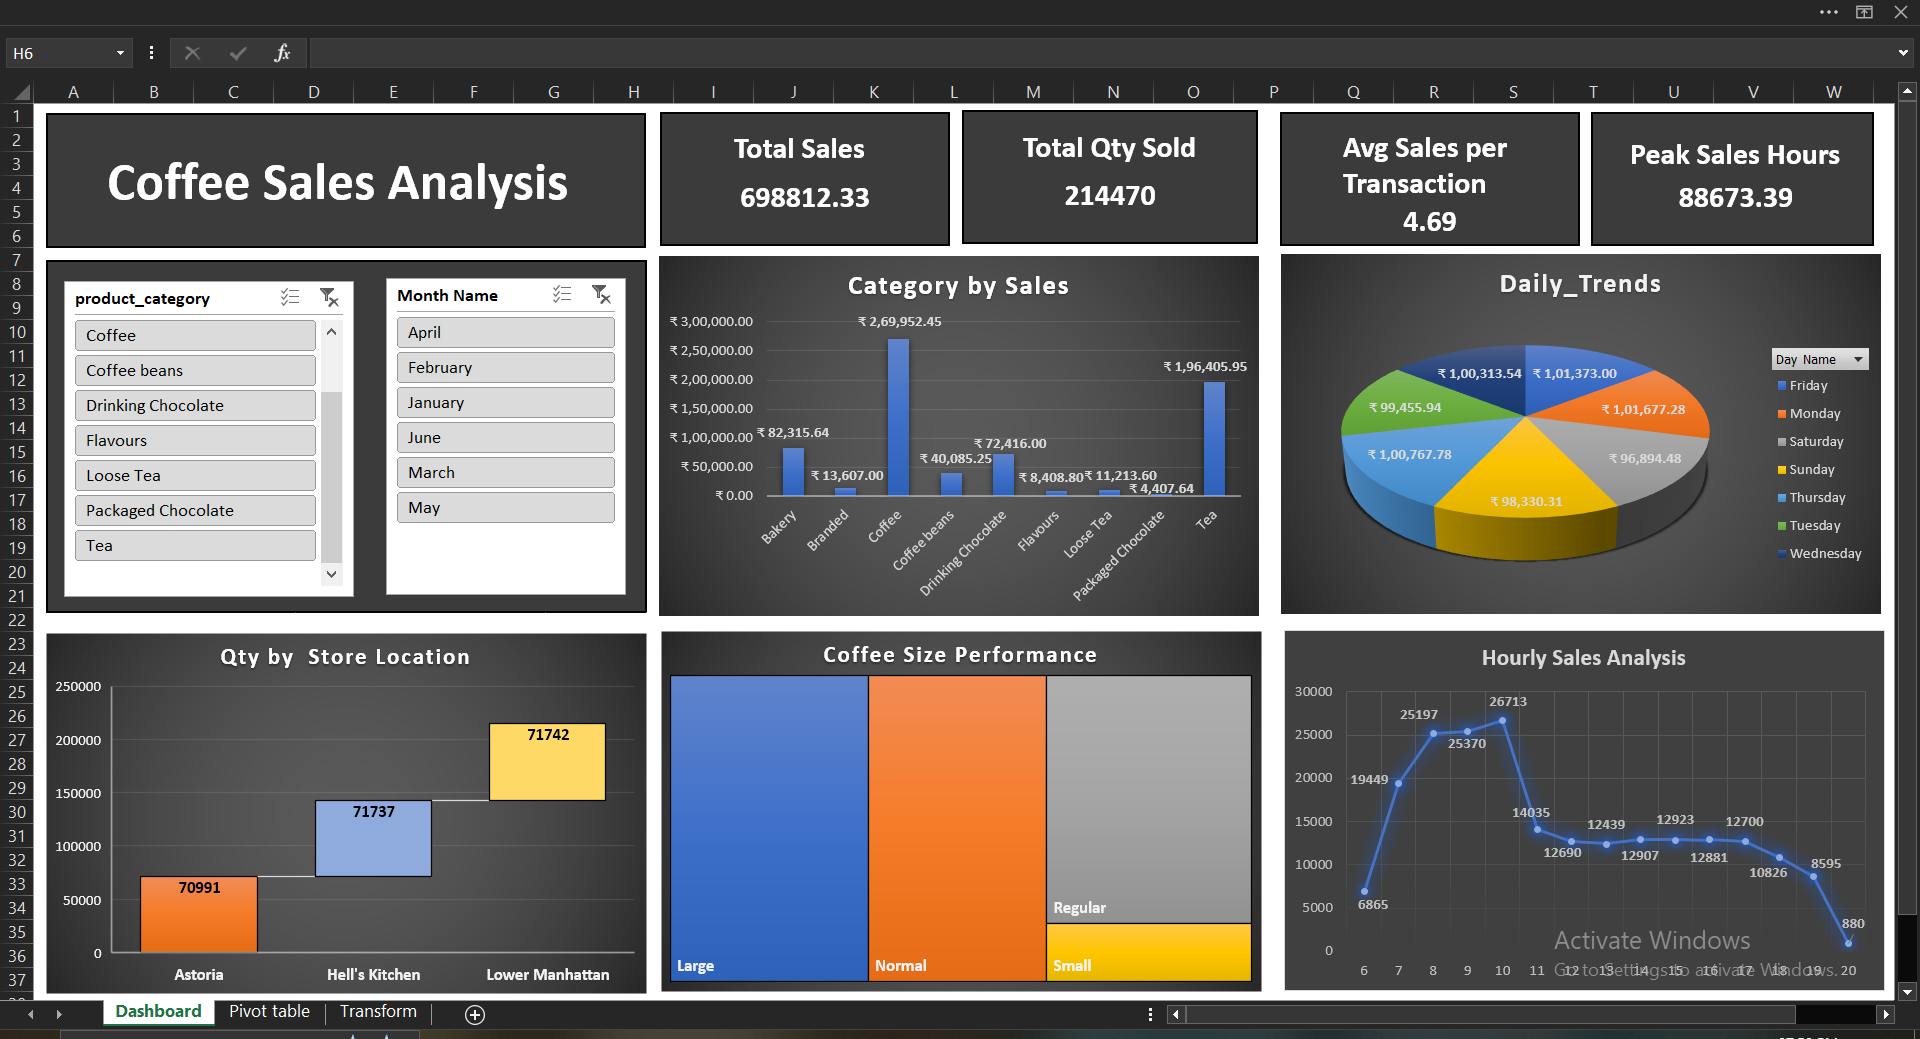 H6
fx
A B C D E F G H I J K L M N O P Q R S T U V W
1
2
3
4
5
6
7
8
9
10
11
12
13
14
15
16
17
18
19
20
21
22
23
24
25
26
27
28
29
30
31
32
33
34
35
36
37
Coffee Sales Analysis
Total Sales
698812.33
Total Qty Sold
214470
Avg Sales per
Transaction
4.69
Peak Sales Hours
88673.39
product_category
Coffee
Coffee beans
Drinking Chocolate
Flavours
Loose Tea
Packaged Chocolate
Tea
Month Name
April
February
January
June
March
May
Category by Sales
₹ 3,00,000.00
₹ 2,50,000.00
₹ 2,00,000.00
₹ 1,50,000.00
₹ 1,00,000.00
₹ 50,000.00
₹ 0.00
₹ 82,315.64
₹ 13,607.00
₹ 2,69,952.45
₹ 40,085.25
₹ 72,416.00
₹ 8,408.80
₹ 11,213.60
₹ 4,407.64
₹ 1,96,405.95
Bakery
Branded
Coffee
Coffee beans
Drinking Chocolate
Flavours
Loose Tea
Packaged Chocolate
Tea
Daily_Trends
₹ 1,00,313.54
₹ 1,01,373.00
₹ 99,455.94
₹ 1,01,677.28
₹ 1,00,767.78
₹ 96,894.48
₹ 98,330.31
Day Name
Friday
Monday
Saturday
Sunday
Thursday
Tuesday
Wednesday
Qty by Store Location
250000
200000
150000
100000
50000
0
70991
71737
71742
Astoria
Hell's Kitchen
Lower Manhattan
Coffee Size Performance
Large
Normal
Regular
Small
Hourly Sales Analysis
30000
25000
20000
15000
10000
5000
0
6865
19449
25197
25370
26713
14035
12690
12439
12907
12923
12881
12700
10826
8595
880
6 7 8 9 10 11 12 13 14 15 16 17 18 19 20
Activate Windows
Go to Settings to activate Windows.
Dashboard
Pivot table
Transform